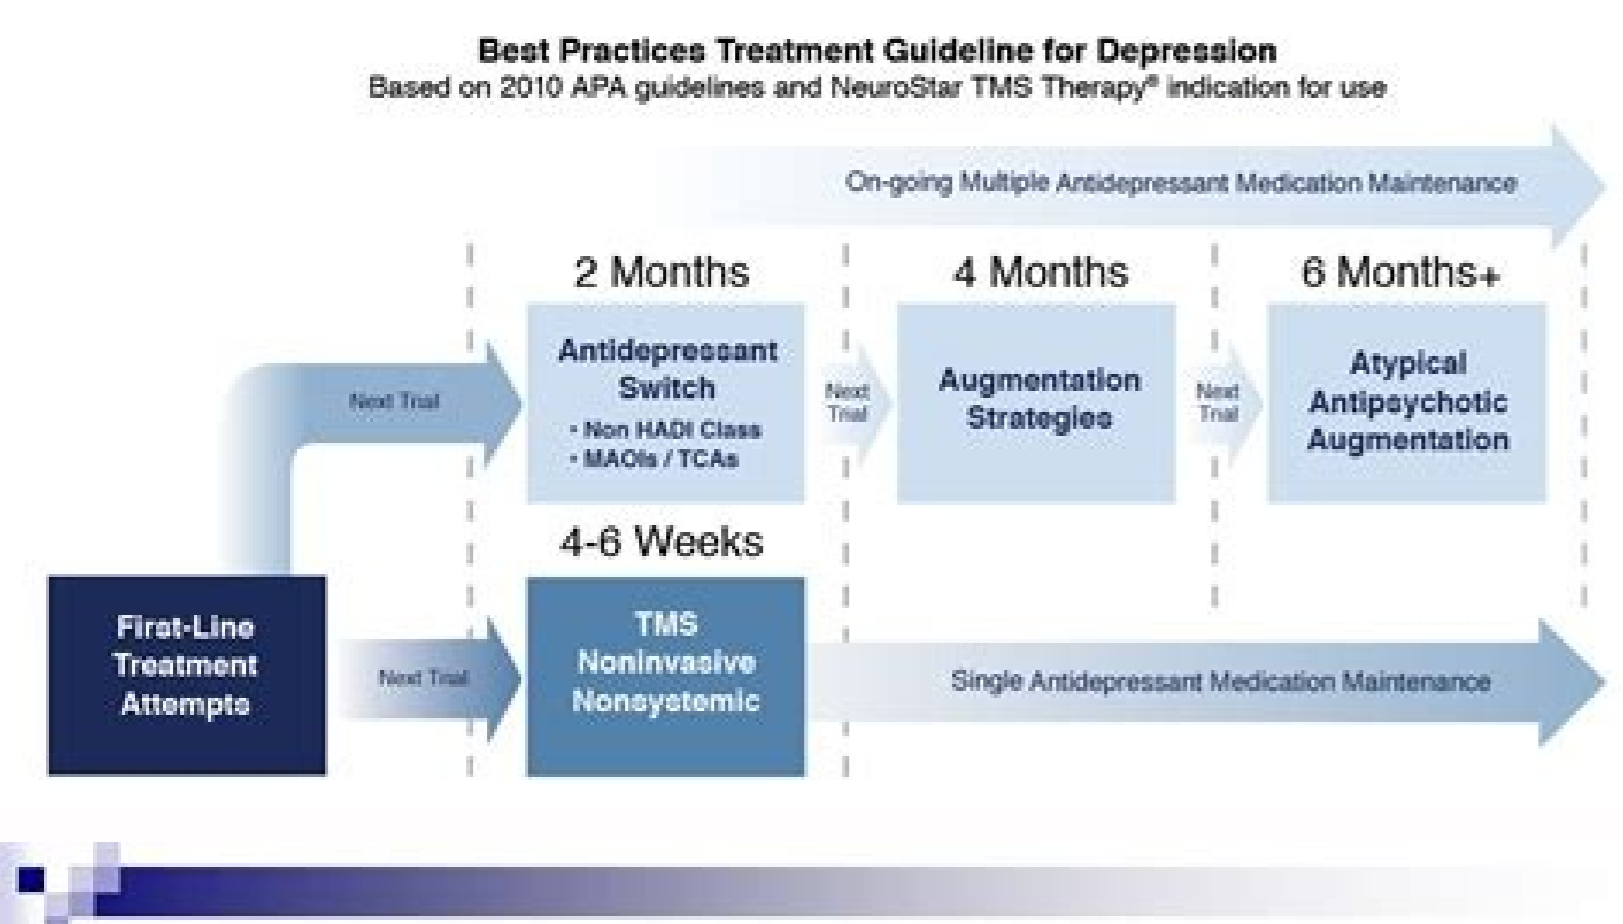 Best Practices Treatment Guideline for Depression
Based on 2010 APA guidelines and NeuroStar TMS Therapy® indication for use
On-going Multiple Antidepressant Medication Maintenance
2 Months
4 Months
6 Months+
Next Trial
Antidepressant
Switch
• Non HADI Class
• MAOIs / TCAs
Next
Trial
Augmentation
Strategies
Next
Trial
Atypical
Antipsychotic
Augmentation
4-6 Weeks
First-Line
Treatment
Attempts
Next Trial
TMS
Noninvasive
Nonsystemic
Single Antidepressant Medication Maintenance